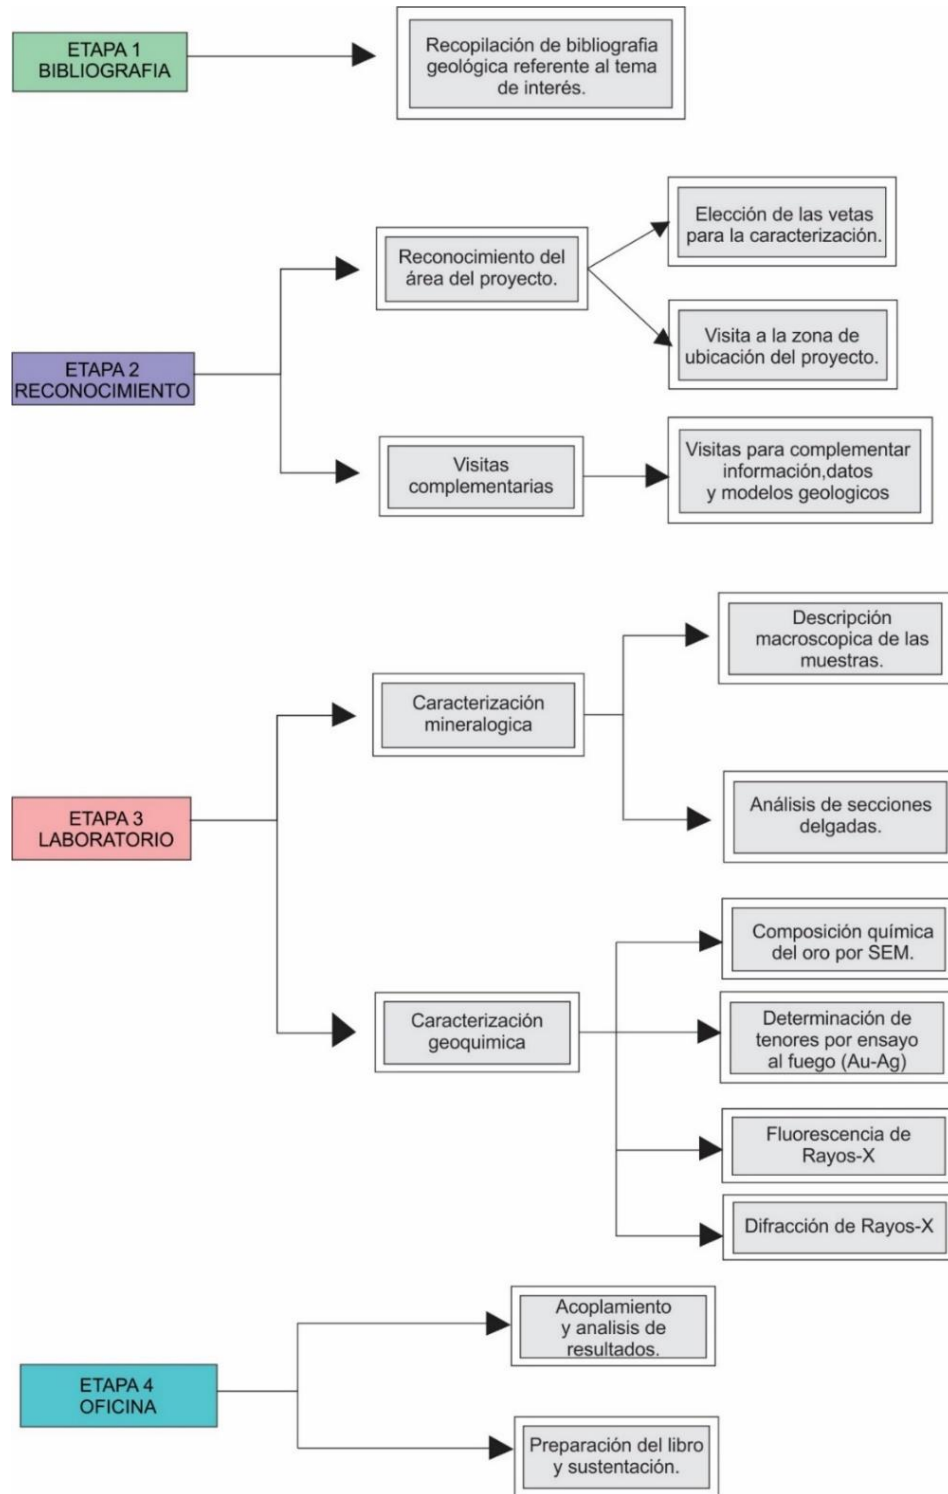 ETAPA 1
BIBLIOGRAFIA
Recopilación de bibliografia
geológica referente al tema
de interés.
ETAPA 2
RECONOCIMIENTO
Reconocimiento del
área del proyecto.
Elección de las vetas
para la caracterización.
Visita a la zona de
ubicación del proyecto.
Visitas
complementarias
Visitas para complementar
información,datos
y modelos geologicos
ETAPA 3
LABORATORIO
Caracterización
mineralogica
Descripción
macroscopica de las
muestras.
Análisis de secciones
delgadas.
Caracterización
geoquimica
Composición química
del oro por SEM.
Determinación de
tenores por ensayo
al fuego (Au-Ag)
Fluorescencia de
Rayos-X
Difracción de Rayos-X
ETAPA 4
OFICINA
Acoplamiento
y analisis de
resultados.
Preparación del libro
y sustentación.